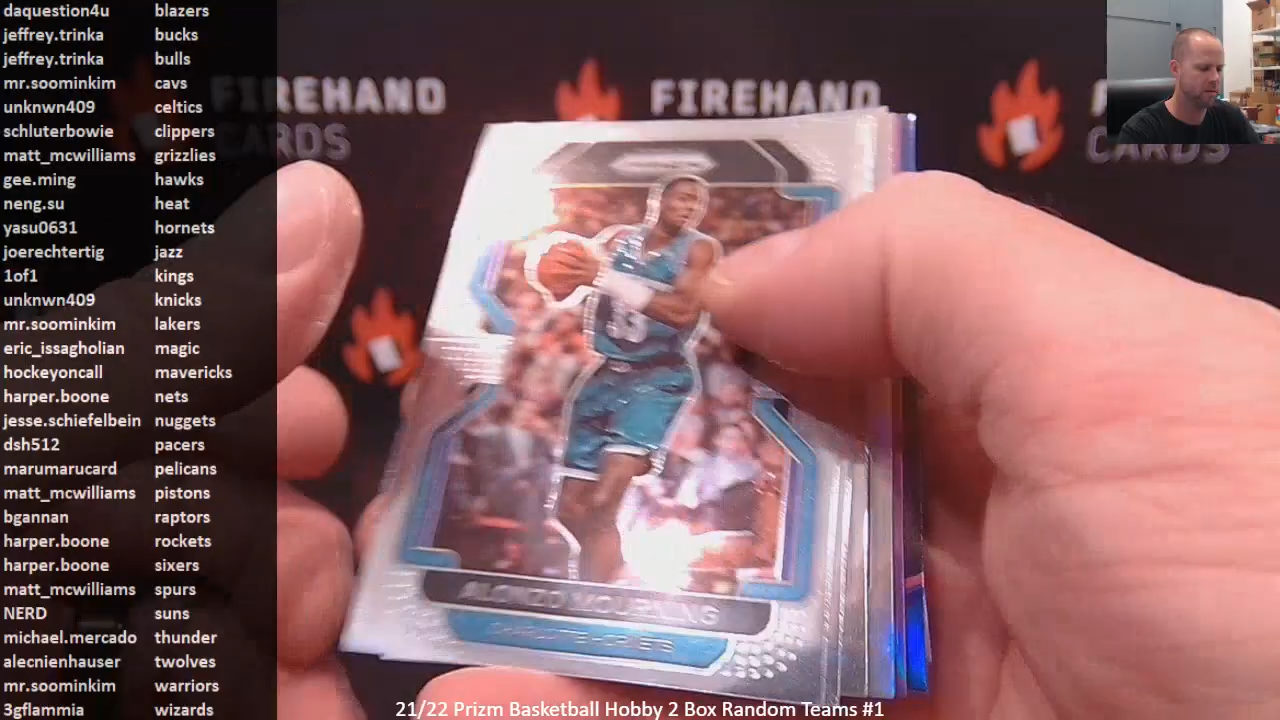 daquestion4u blazers
jeffrey.trinka bucks
jeffrey.trinka bulls
mr.soominkim cavs
unknwn409 celtics
schluterbowie clippers
matt_mcwilliams grizzlies
gee.ming hawks
neng.su heat
yasu0631 hornets
joerechtertig jazz
1of1 kings
unknwn409 knicks
mr.soominkim lakers
eric_issagholian magic
hockeyoncall mavericks
harper.boone nets
jesse.schiefelbein nuggets
dsh512 pacers
marumarucard pelicans
matt_mcwilliams pistons
bgannan raptors
harper.boone rockets
harper.boone sixers
matt_mcwilliams spurs
NERD suns
michael.mercado thunder
alecnienhauser twolves
mr.soominkim warriors
3gflammia wizards
FIREHAND
CARDS
FIREHAND
CARDS
33
ALONZO MOURNING
CHARLOTTE HORNETS
21/22 Prizm Basketball Hobby 2 Box Random Teams #1